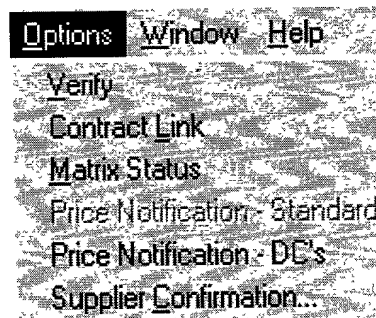 Options Window Help
Verify
Contract Link
Matrix Status
Price Notification - Standard
Price Notification - DC's
Supplier Confirmation...